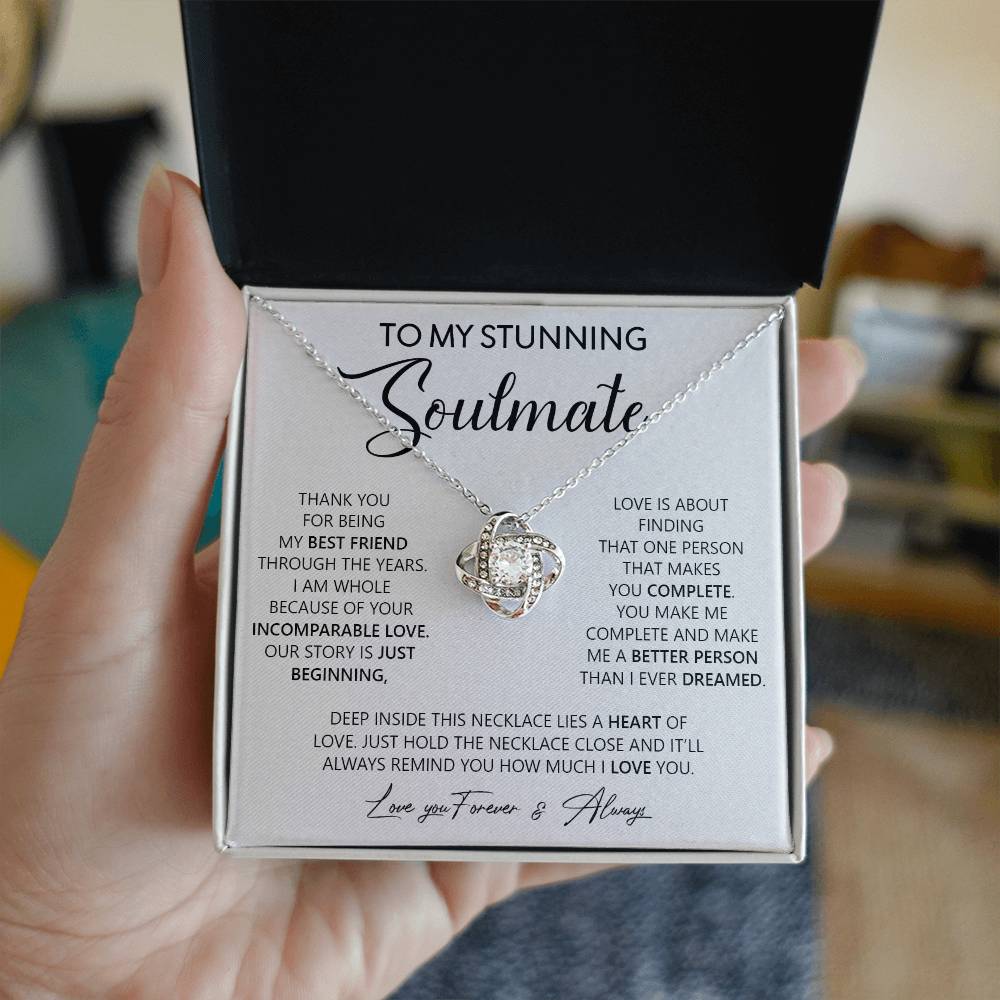 TO MY STUNNING
Soulmate
THANK YOU
FOR BEING
MY BEST FRIEND
THROUGH THE YEARS.
I AM WHOLE
BECAUSE OF YOUR
INCOMPARABLE LOVE.
OUR STORY IS JUST
BEGINNING,
LOVE IS ABOUT
FINDING
THAT ONE PERSON
THAT MAKES
YOU COMPLETE.
YOU MAKE ME
COMPLETE AND MAKE
ME A BETTER PERSON
THAN I EVER DREAMED.
DEEP INSIDE THIS NECKLACE LIES A HEART OF
LOVE. JUST HOLD THE NECKLACE CLOSE AND IT'LL
ALWAYS REMIND YOU HOW MUCH I LOVE YOU.
Love you Forever & Always